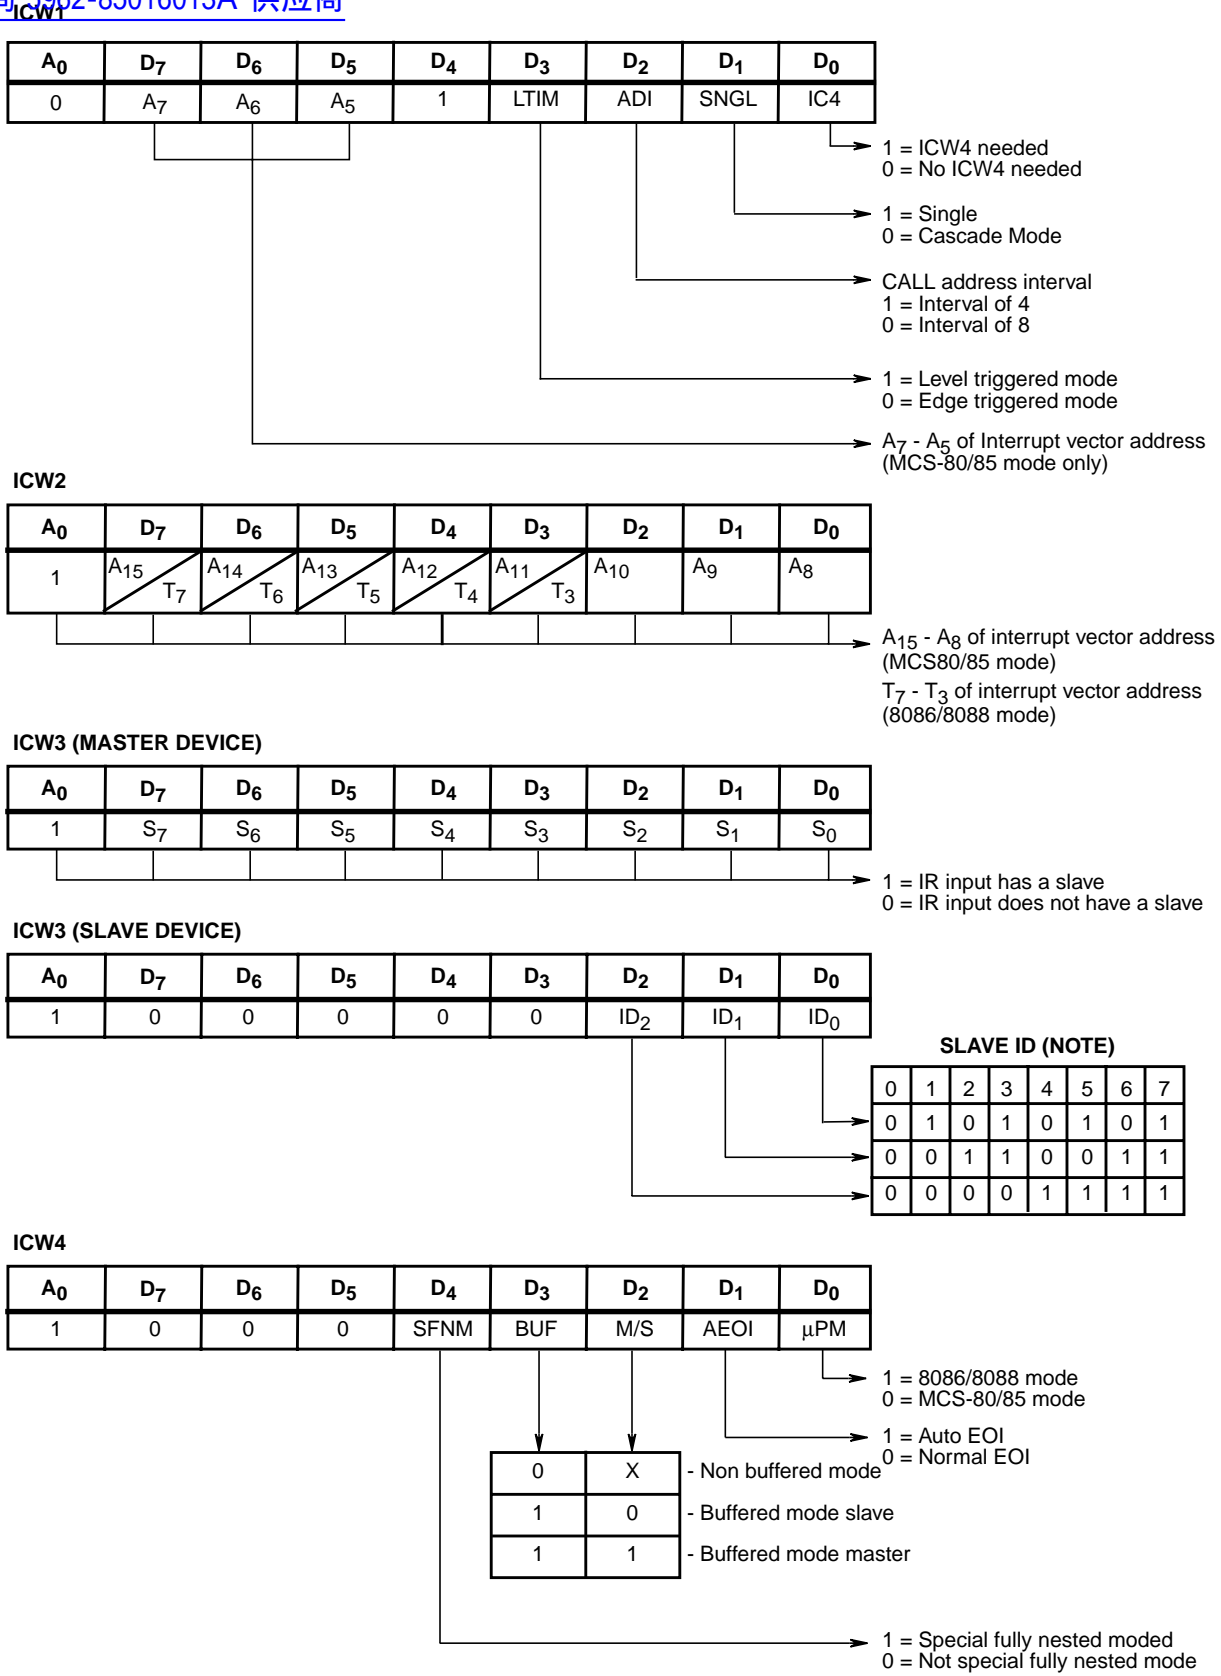 5962-85016013A 供应商
ICW1
A0 D7 D6 D5 D4 D3 D2 D1 D0
0 A7 A6 A5 1 LTIM ADI SNGL IC4
1 = ICW4 needed
0 = No ICW4 needed
1 = Single
0 = Cascade Mode
CALL address interval
1 = Interval of 4
0 = Interval of 8
1 = Level triggered mode
0 = Edge triggered mode
A7 - A5 of Interrupt vector address
(MCS-80/85 mode only)
ICW2
A0 D7 D6 D5 D4 D3 D2 D1 D0
1 A15 T7 A14 T6 A13 T5 A12 T4 A11 T3 A10 A9 A8
A15 - A8 of interrupt vector address
(MCS80/85 mode)
T7 - T3 of interrupt vector address
(8086/8088 mode)
ICW3 (MASTER DEVICE)
A0 D7 D6 D5 D4 D3 D2 D1 D0
1 S7 S6 S5 S4 S3 S2 S1 S0
1 = IR input has a slave
0 = IR input does not have a slave
ICW3 (SLAVE DEVICE)
A0 D7 D6 D5 D4 D3 D2 D1 D0
1 0 0 0 0 0 ID2 ID1 ID0
SLAVE ID (NOTE)
0 1 2 3 4 5 6 7
0 1 0 1 0 1 0 1
0 0 1 1 0 0 1 1
0 0 0 0 1 1 1 1
ICW4
A0 D7 D6 D5 D4 D3 D2 D1 D0
1 0 0 0 SFNM BUF M/S AEOI μPM
1 = 8086/8088 mode
0 = MCS-80/85 mode
1 = Auto EOI
0 = Normal EOI
0 X - Non buffered mode
1 0 - Buffered mode slave
1 1 - Buffered mode master
1 = Special fully nested moded
0 = Not special fully nested mode